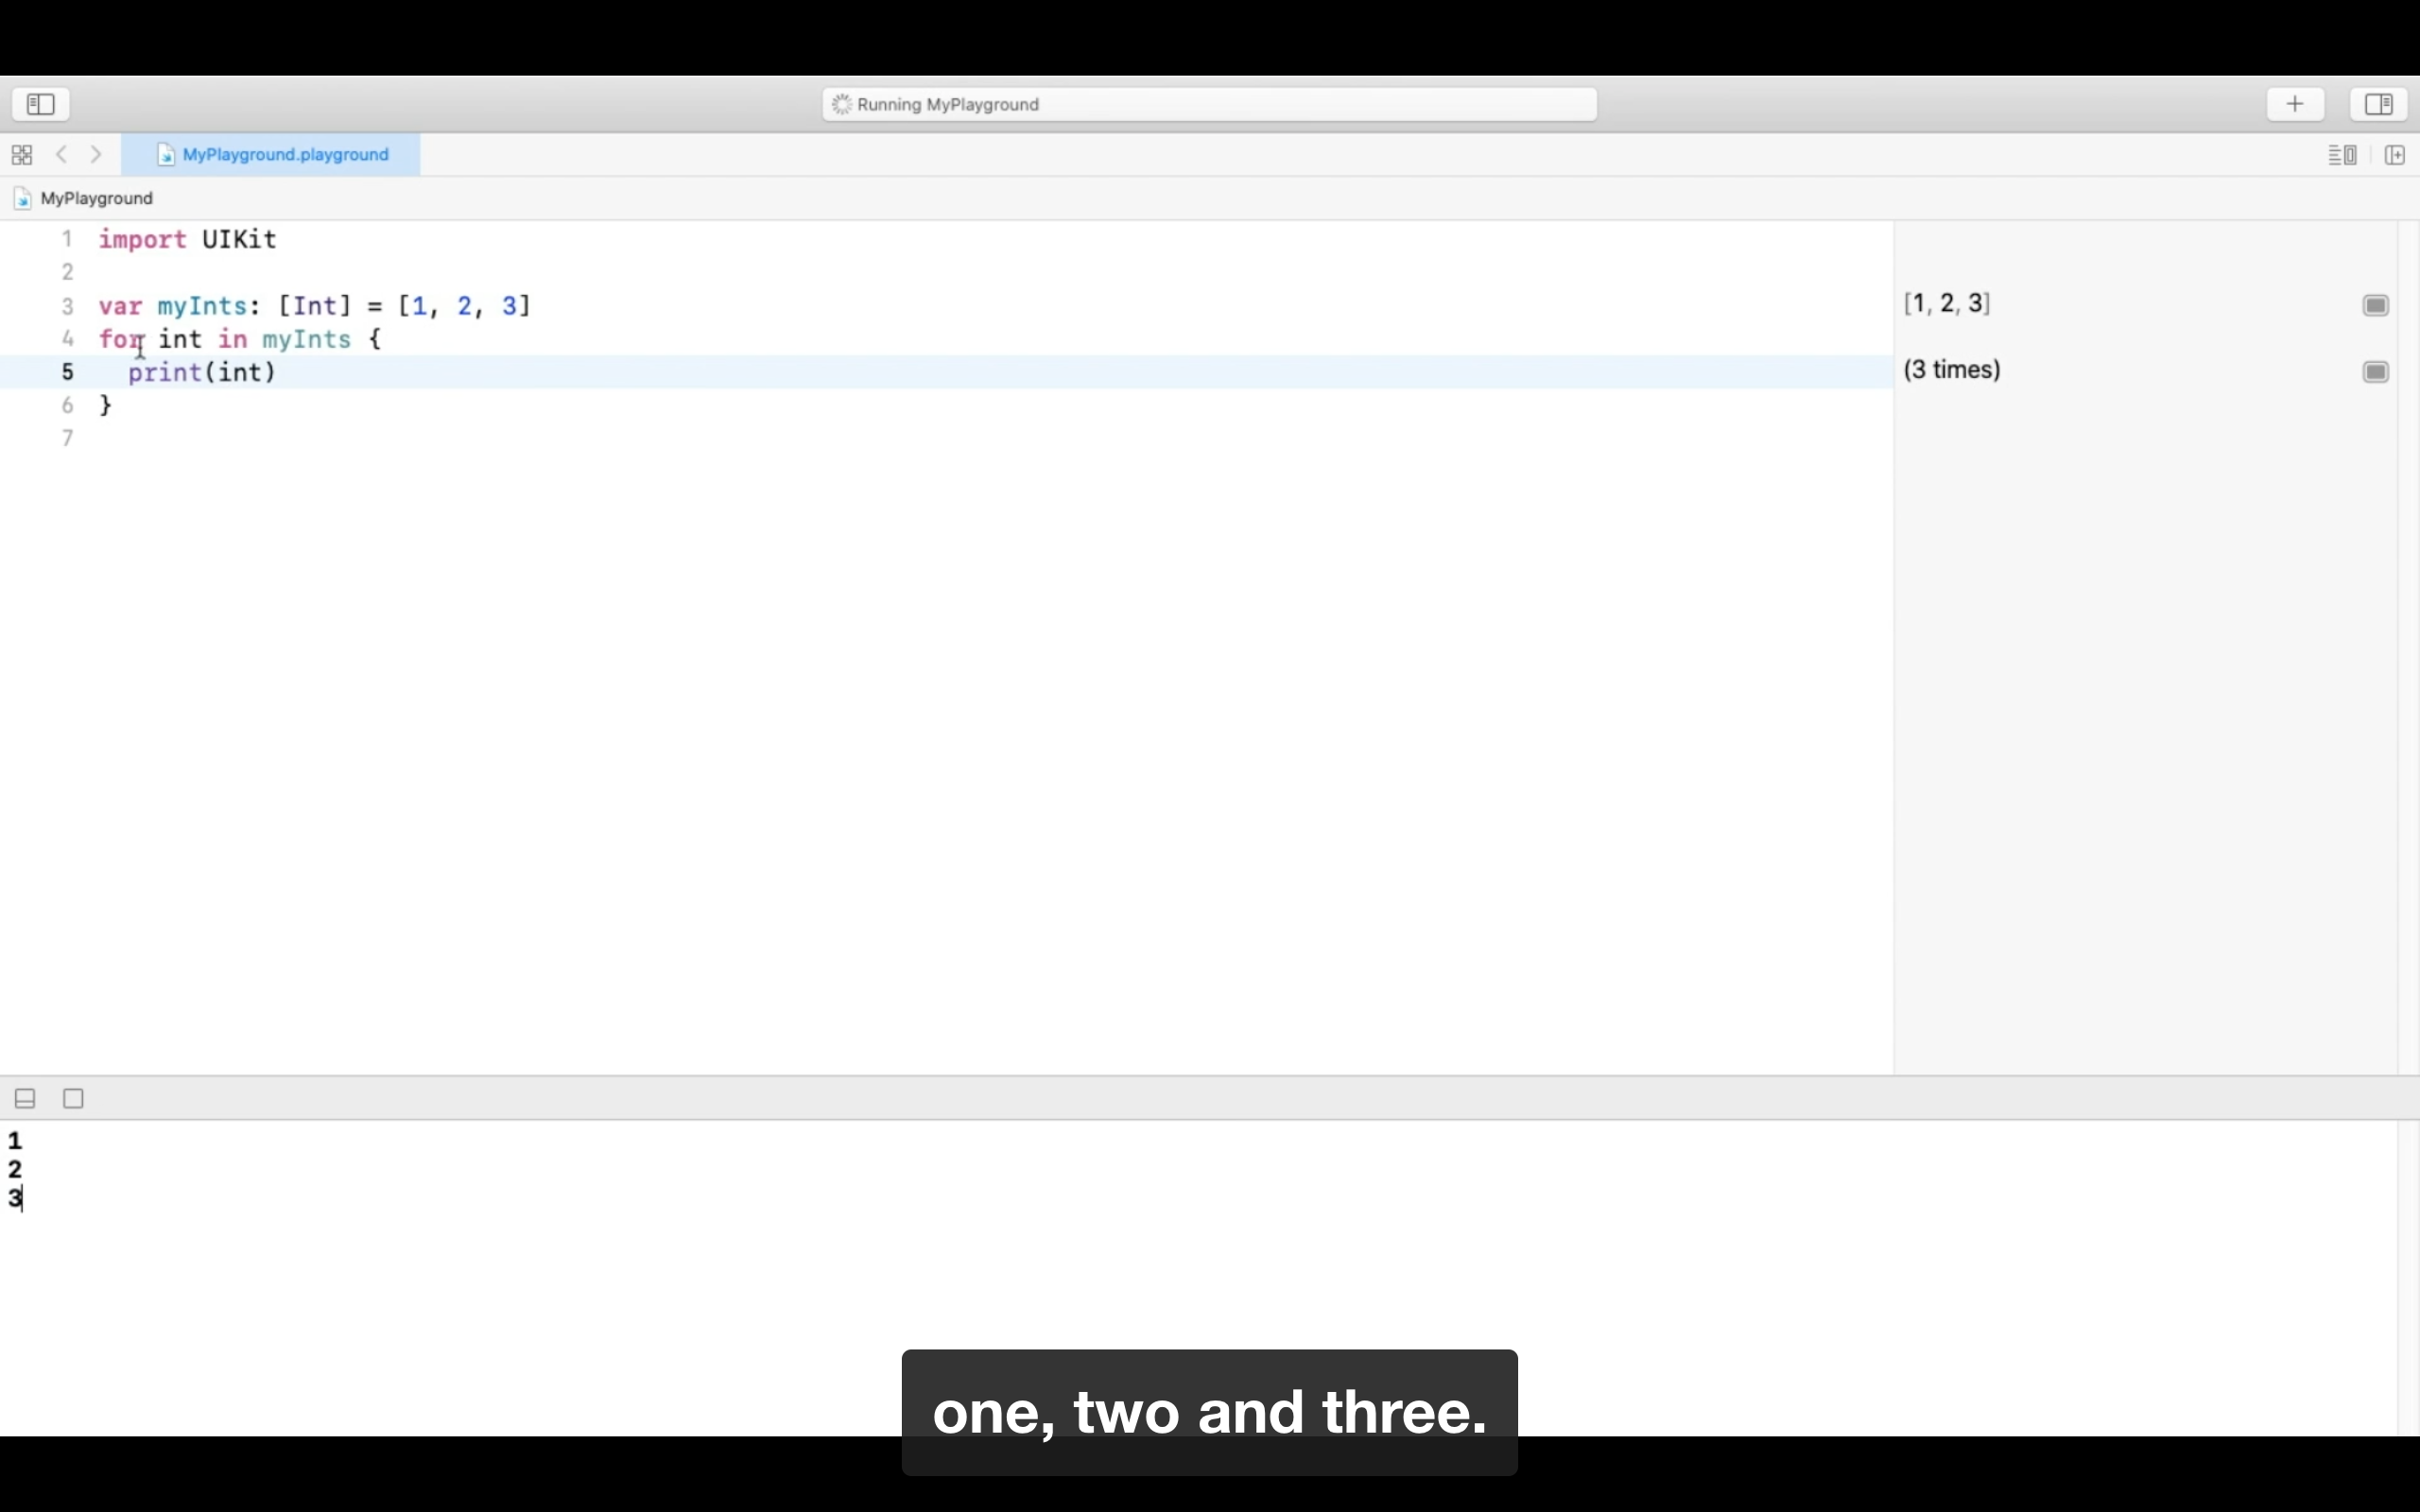 Running MyPlayground
MyPlayground.playground
MyPlayground
1 import UIKit
2
3 var myInts: [Int] = [1, 2, 3]
[1, 2, 3]
4 for int in myInts {
5 print(int)
(3 times)
6 }
7
1
2
3
one, two and three.